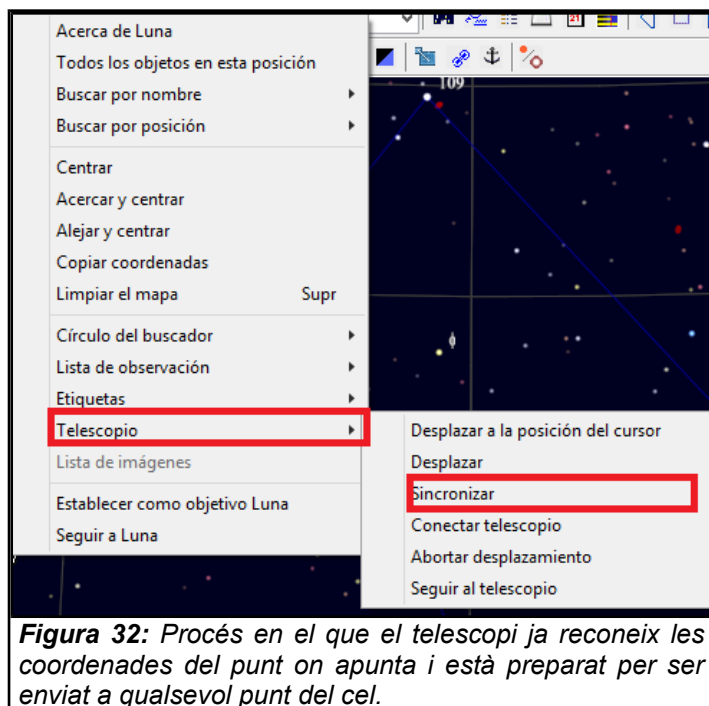 Acerca de Luna
Todos los objetos en esta posición
Buscar por nombre
Buscar por posición
Centrar
Acercar y centrar
Alejar y centrar
Copiar coordenadas
Limpiar el mapa Supr
Círculo del buscador
Lista de observación
Etiquetas
Telescopio
Lista de imágenes
Establecer como objetivo Luna
Seguir a Luna
21
109
Desplazar a la posición del cursor
Desplazar
Sincronizar
Conectar telescopio
Abortar desplazamiento
Seguir al telescopio
Figura 32: Procés en el que el telescopi ja reconeix les
coordenades del punt on apunta i està preparat per ser
enviat a qualsevol punt del cel.